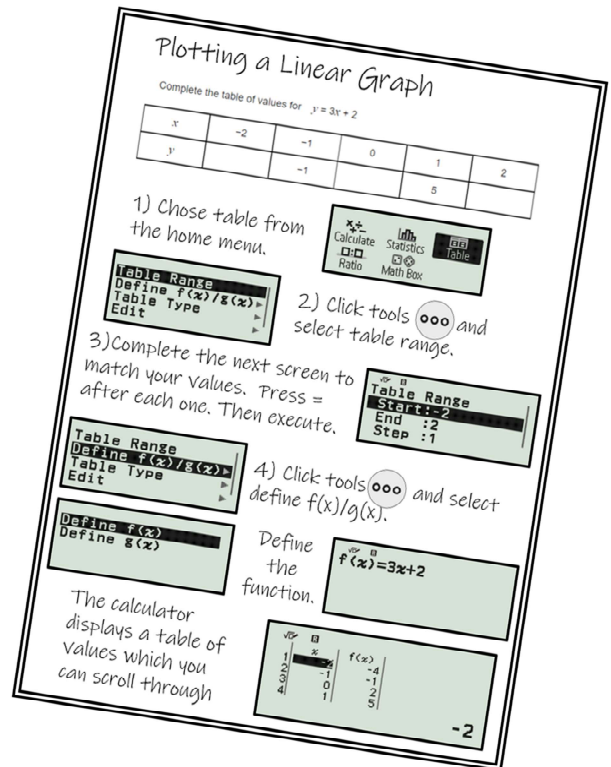 Plotting a Linear Graph
Complete the table of values for y = 3x + 2
x -2 -1 0 1 2
y -1 5
1) Chose table from
the home menu.
Calculate Statistics Table
Ratio Math Box
Table Range
Define f(x)/g(x)
Table Type
Edit
2) Click tools ooo and
select table range.
3)Complete the next screen to
match your values. Press =
after each one. Then execute.
Table Range
Start:-2
End :2
Step :1
Table Range
Define f(x)/g(x)
Table Type
Edit
4) Click tools ooo and select
define f(x)/g(x).
Define f(x)
Define g(x)
Define
the
function.
f(x)=3x+2
The calculator
displays a table of
values which you
can scroll through
x f(x)
1 -2 -4
2 -1 -1
3 0 2
4 1 5
-2